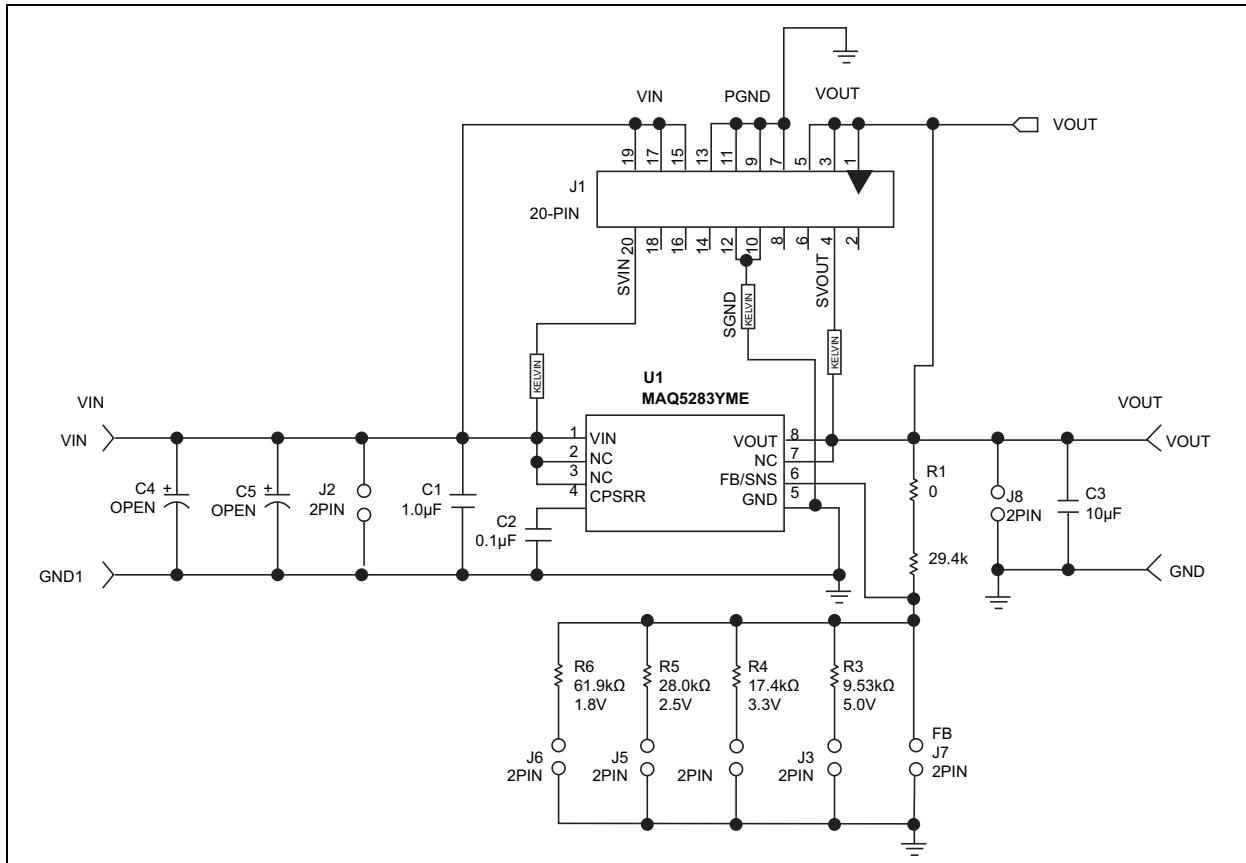 VIN
PGND
VOUT
VOUT
19
17
15
13
11
9
7
5
3
1
J1
20-PIN
20
18
16
14
12
10
8
6
4
2
SVIN
SGND
SVOUT
KELVIN
KELVIN
KELVIN
U1
MAQ5283YME
VIN
VIN
1
VIN
2
NC
3
NC
4
CPSRR
VOUT
8
NC
7
FB/SNS
6
GND
5
VOUT
VOUT
C4
OPEN
+
C5
OPEN
+
J2
2PIN
C1
1.0µF
C2
0.1µF
R1
0
29.4k
J8
2PIN
C3
10µF
GND1
GND
R6
61.9kΩ
1.8V
R5
28.0kΩ
2.5V
R4
17.4kΩ
3.3V
R3
9.53kΩ
5.0V
J6
2PIN
J5
2PIN
2PIN
J3
2PIN
FB
J7
2PIN